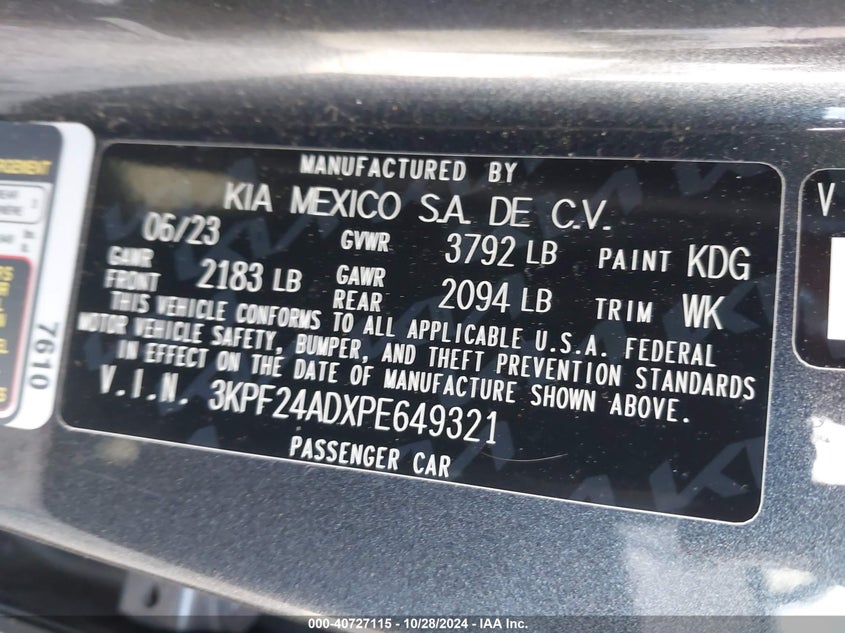 MANUFACTURED BY
KIA MEXICO S.A. DE C.V.
06/23 GVWR 3792 LB PAINT KDG
GAWR FRONT 2183 LB GAWR REAR 2094 LB TRIM WK
THIS VEHICLE CONFORMS TO ALL APPLICABLE U.S.A. FEDERAL
MOTOR VEHICLE SAFETY, BUMPER, AND THEFT PREVENTION STANDARDS
IN EFFECT ON THE DATE OF MANUFACTURE SHOWN ABOVE.
V.I.N. 3KPF24ADXPE649321
PASSENGER CAR
7610
V
000-40727115 - 10/28/2024 - IAA Inc.